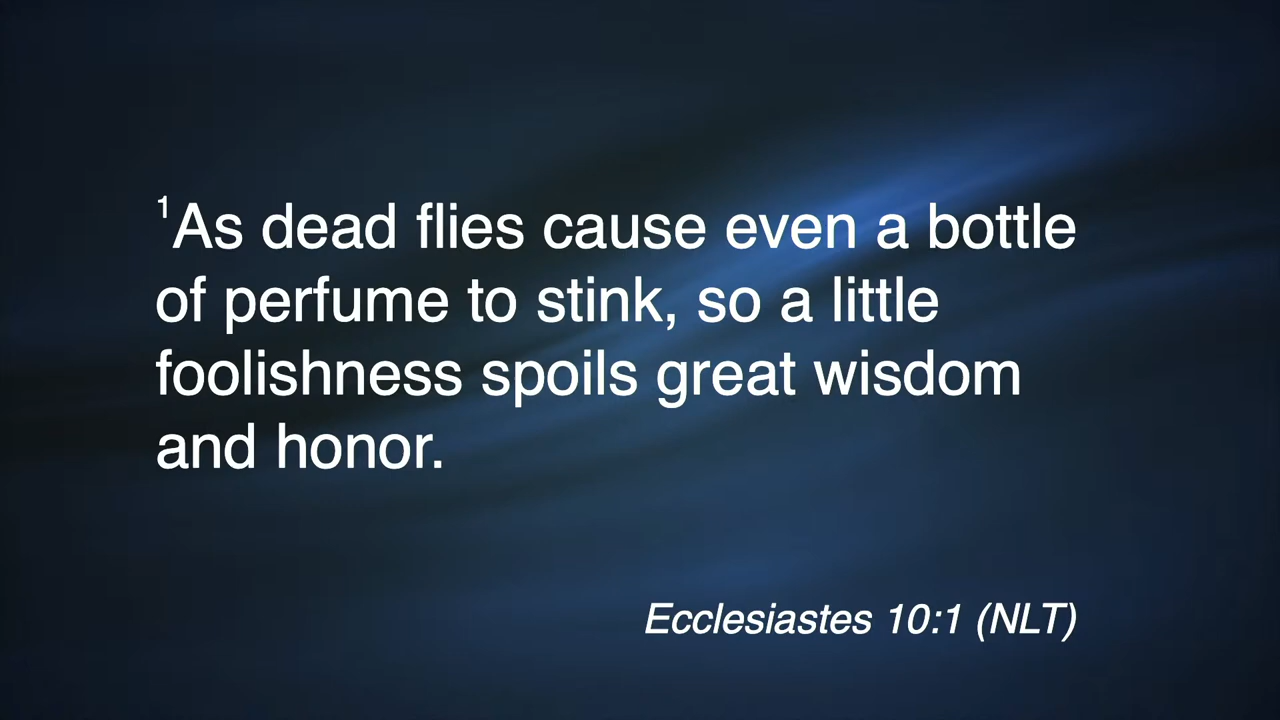 ¹As dead flies cause even a bottle
of perfume to stink, so a little
foolishness spoils great wisdom
and honor.
Ecclesiastes 10:1 (NLT)